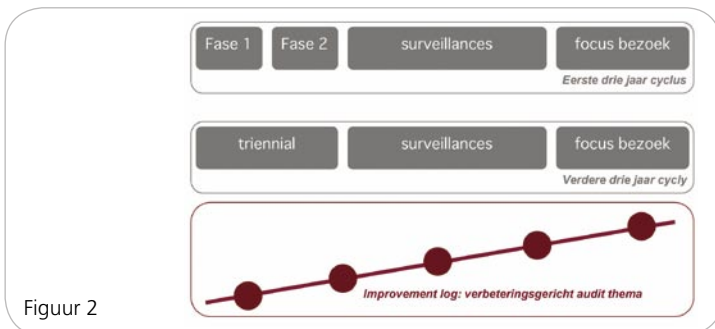 Fase 1 Fase 2 surveillances focus bezoek
Eerste drie jaar cyclus
triennial surveillances focus bezoek
Verdere drie jaar cycly
Improvement log: verbeteringsgericht audit thema
Figuur 2